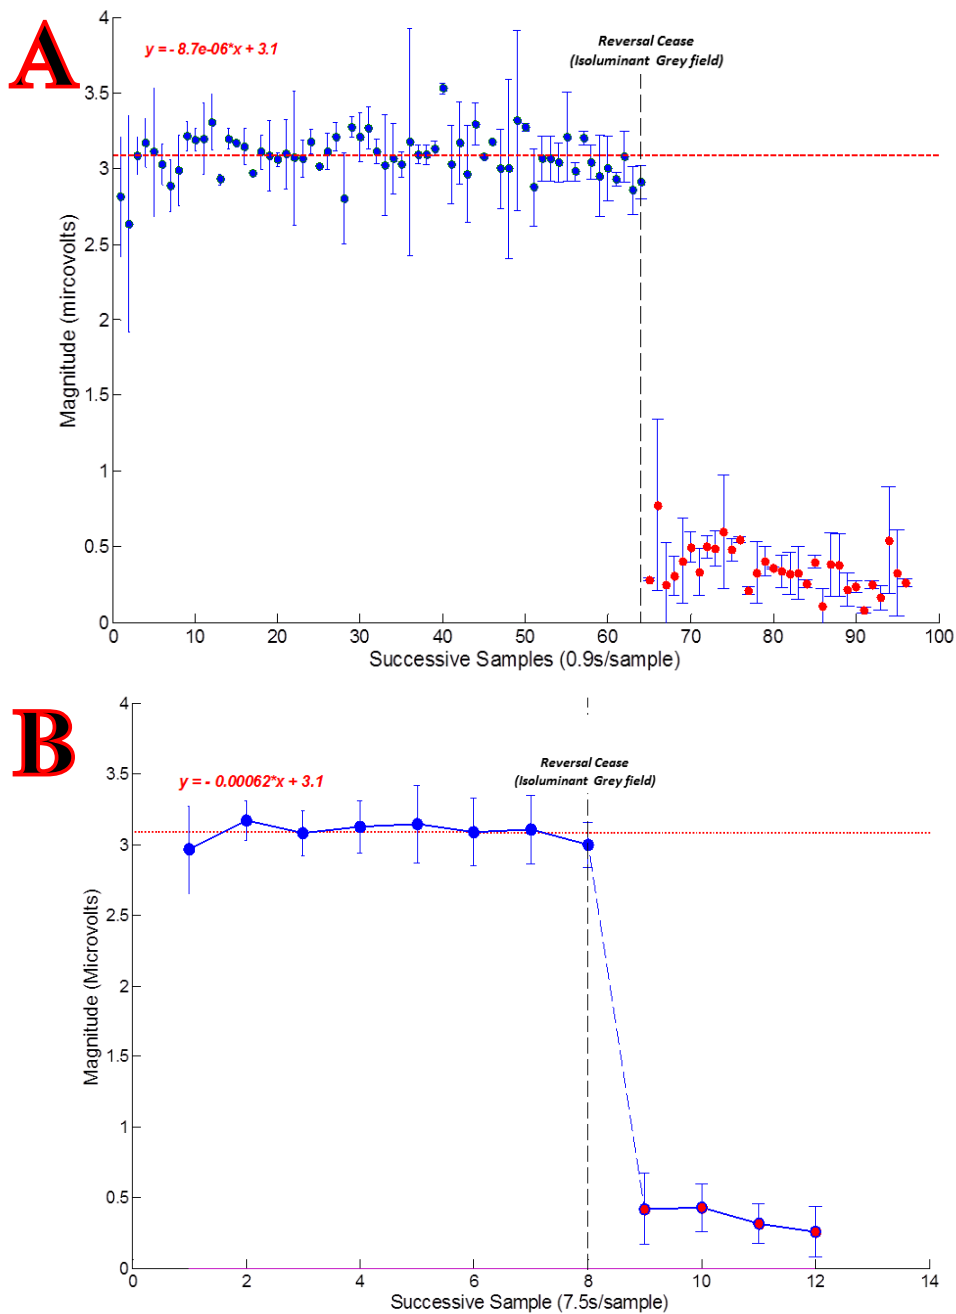 A
4
3.5
3
2.5
2
1.5
1
0.5
0
Magnitude (mircovolts)
y = - 8.7e-06*x + 3.1
Reversal Cease
(Isoluminant Grey field)
0 10 20 30 40 50 60 70 80 90 100
Successive Samples (0.9s/sample)
B
4
3.5
3
2.5
2
1.5
1
0.5
0
Magnitude (Microvolts)
y = - 0.00062*x + 3.1
Reversal Cease
(Isoluminant Grey field)
0 2 4 6 8 10 12 14
Successive Sample (7.5s/sample)